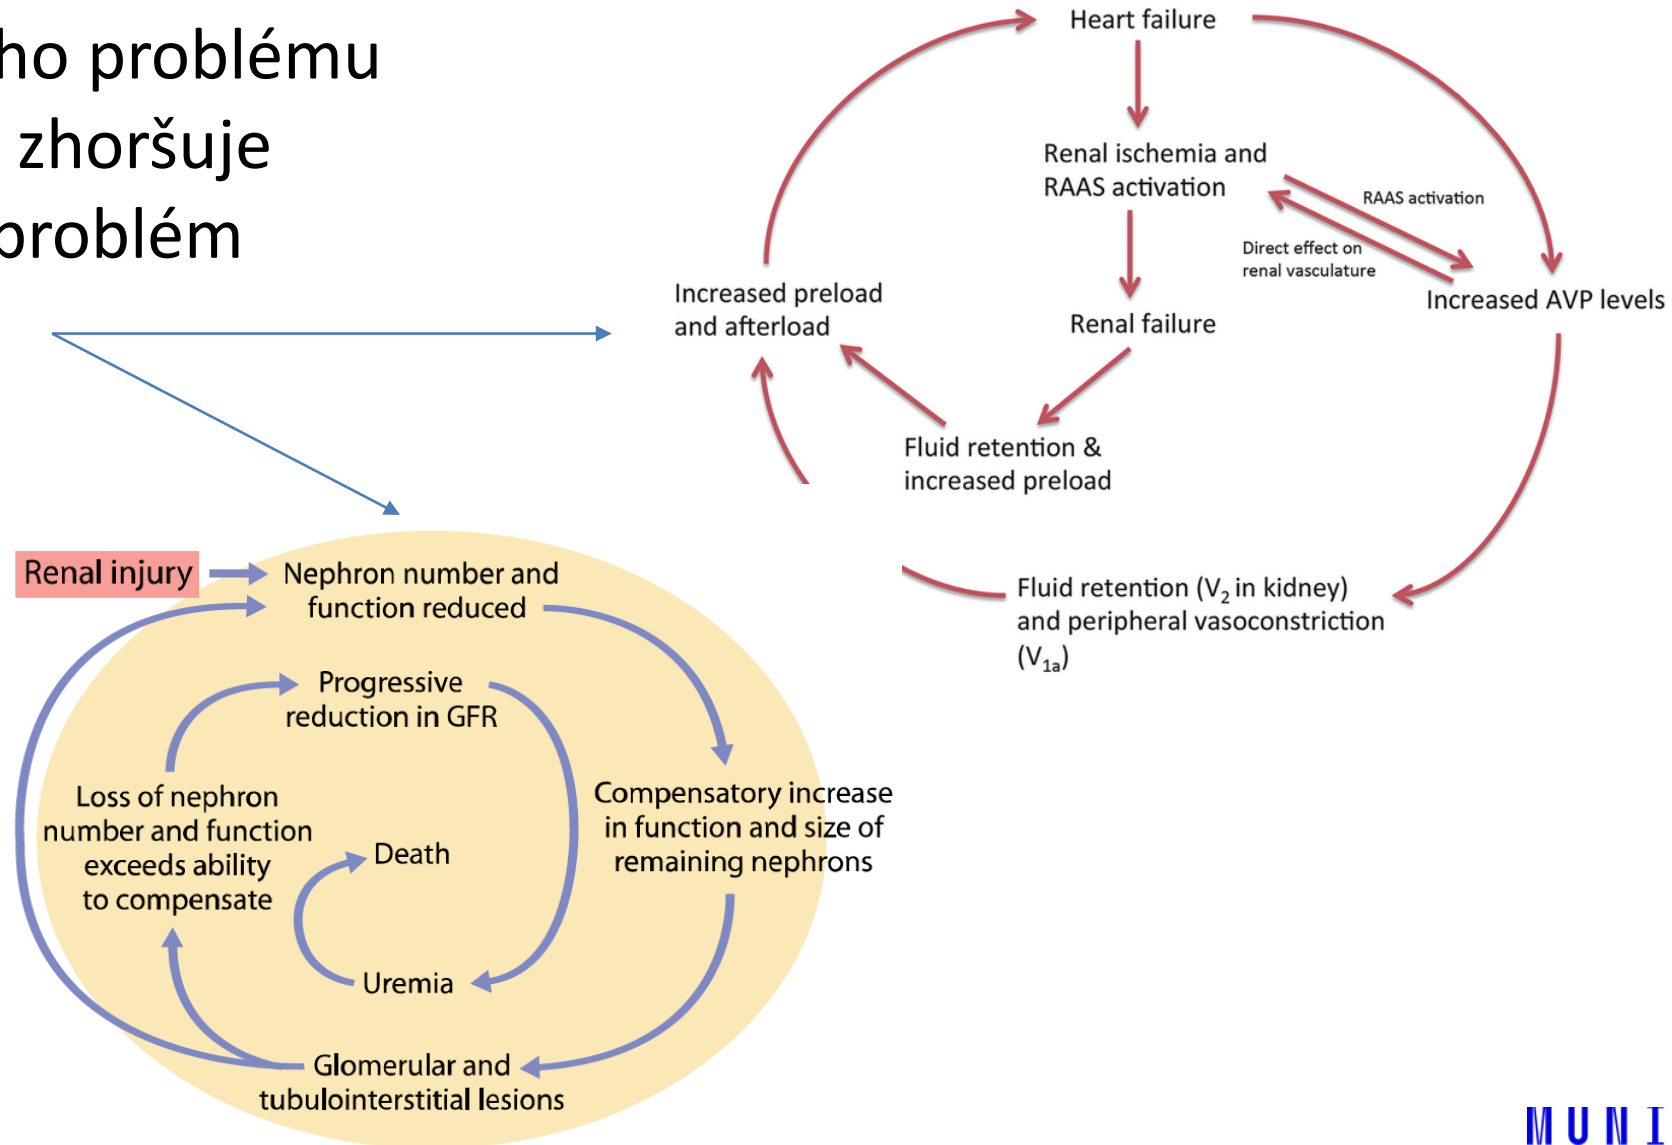 ho problému
zhoršuje
problém
Heart failure
Renal ischemia and
RAAS activation
RAAS activation
Direct effect on
renal vasculature
Increased AVP levels
Increased preload
and afterload
Renal failure
Fluid retention &
increased preload
Fluid retention (V2 in kidney)
and peripheral vasoconstriction
(V1a)
Renal injury
Nephron number and
function reduced
Progressive
reduction in GFR
Loss of nephron
number and function
exceeds ability
to compensate
Compensatory increase
in function and size of
remaining nephrons
Death
Uremia
Glomerular and
tubulointerstitial lesions
MUNI